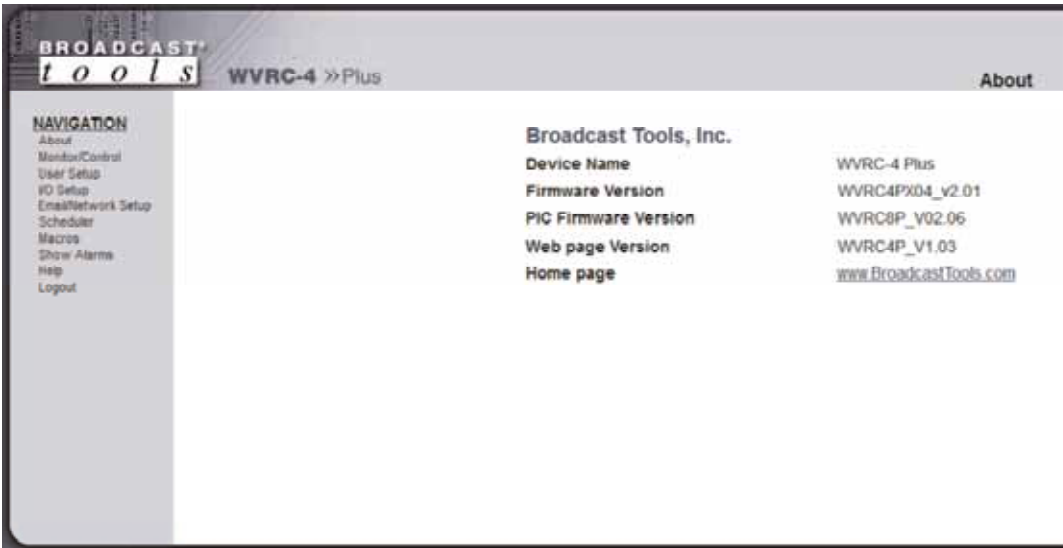 BROADCAST®
tools
WVRC-4 »Plus
About
NAVIGATION
About
Monitor/Control
User Setup
I/O Setup
Email/Network Setup
Scheduler
Macros
Show Alarms
Help
Logout
Broadcast Tools, Inc.
Device Name WVRC-4 Plus
Firmware Version WVRC4PX04_v2.01
PIC Firmware Version WVRC8P_V02.06
Web page Version WVRC4P_V1.03
Home page www.BroadcastTools.com